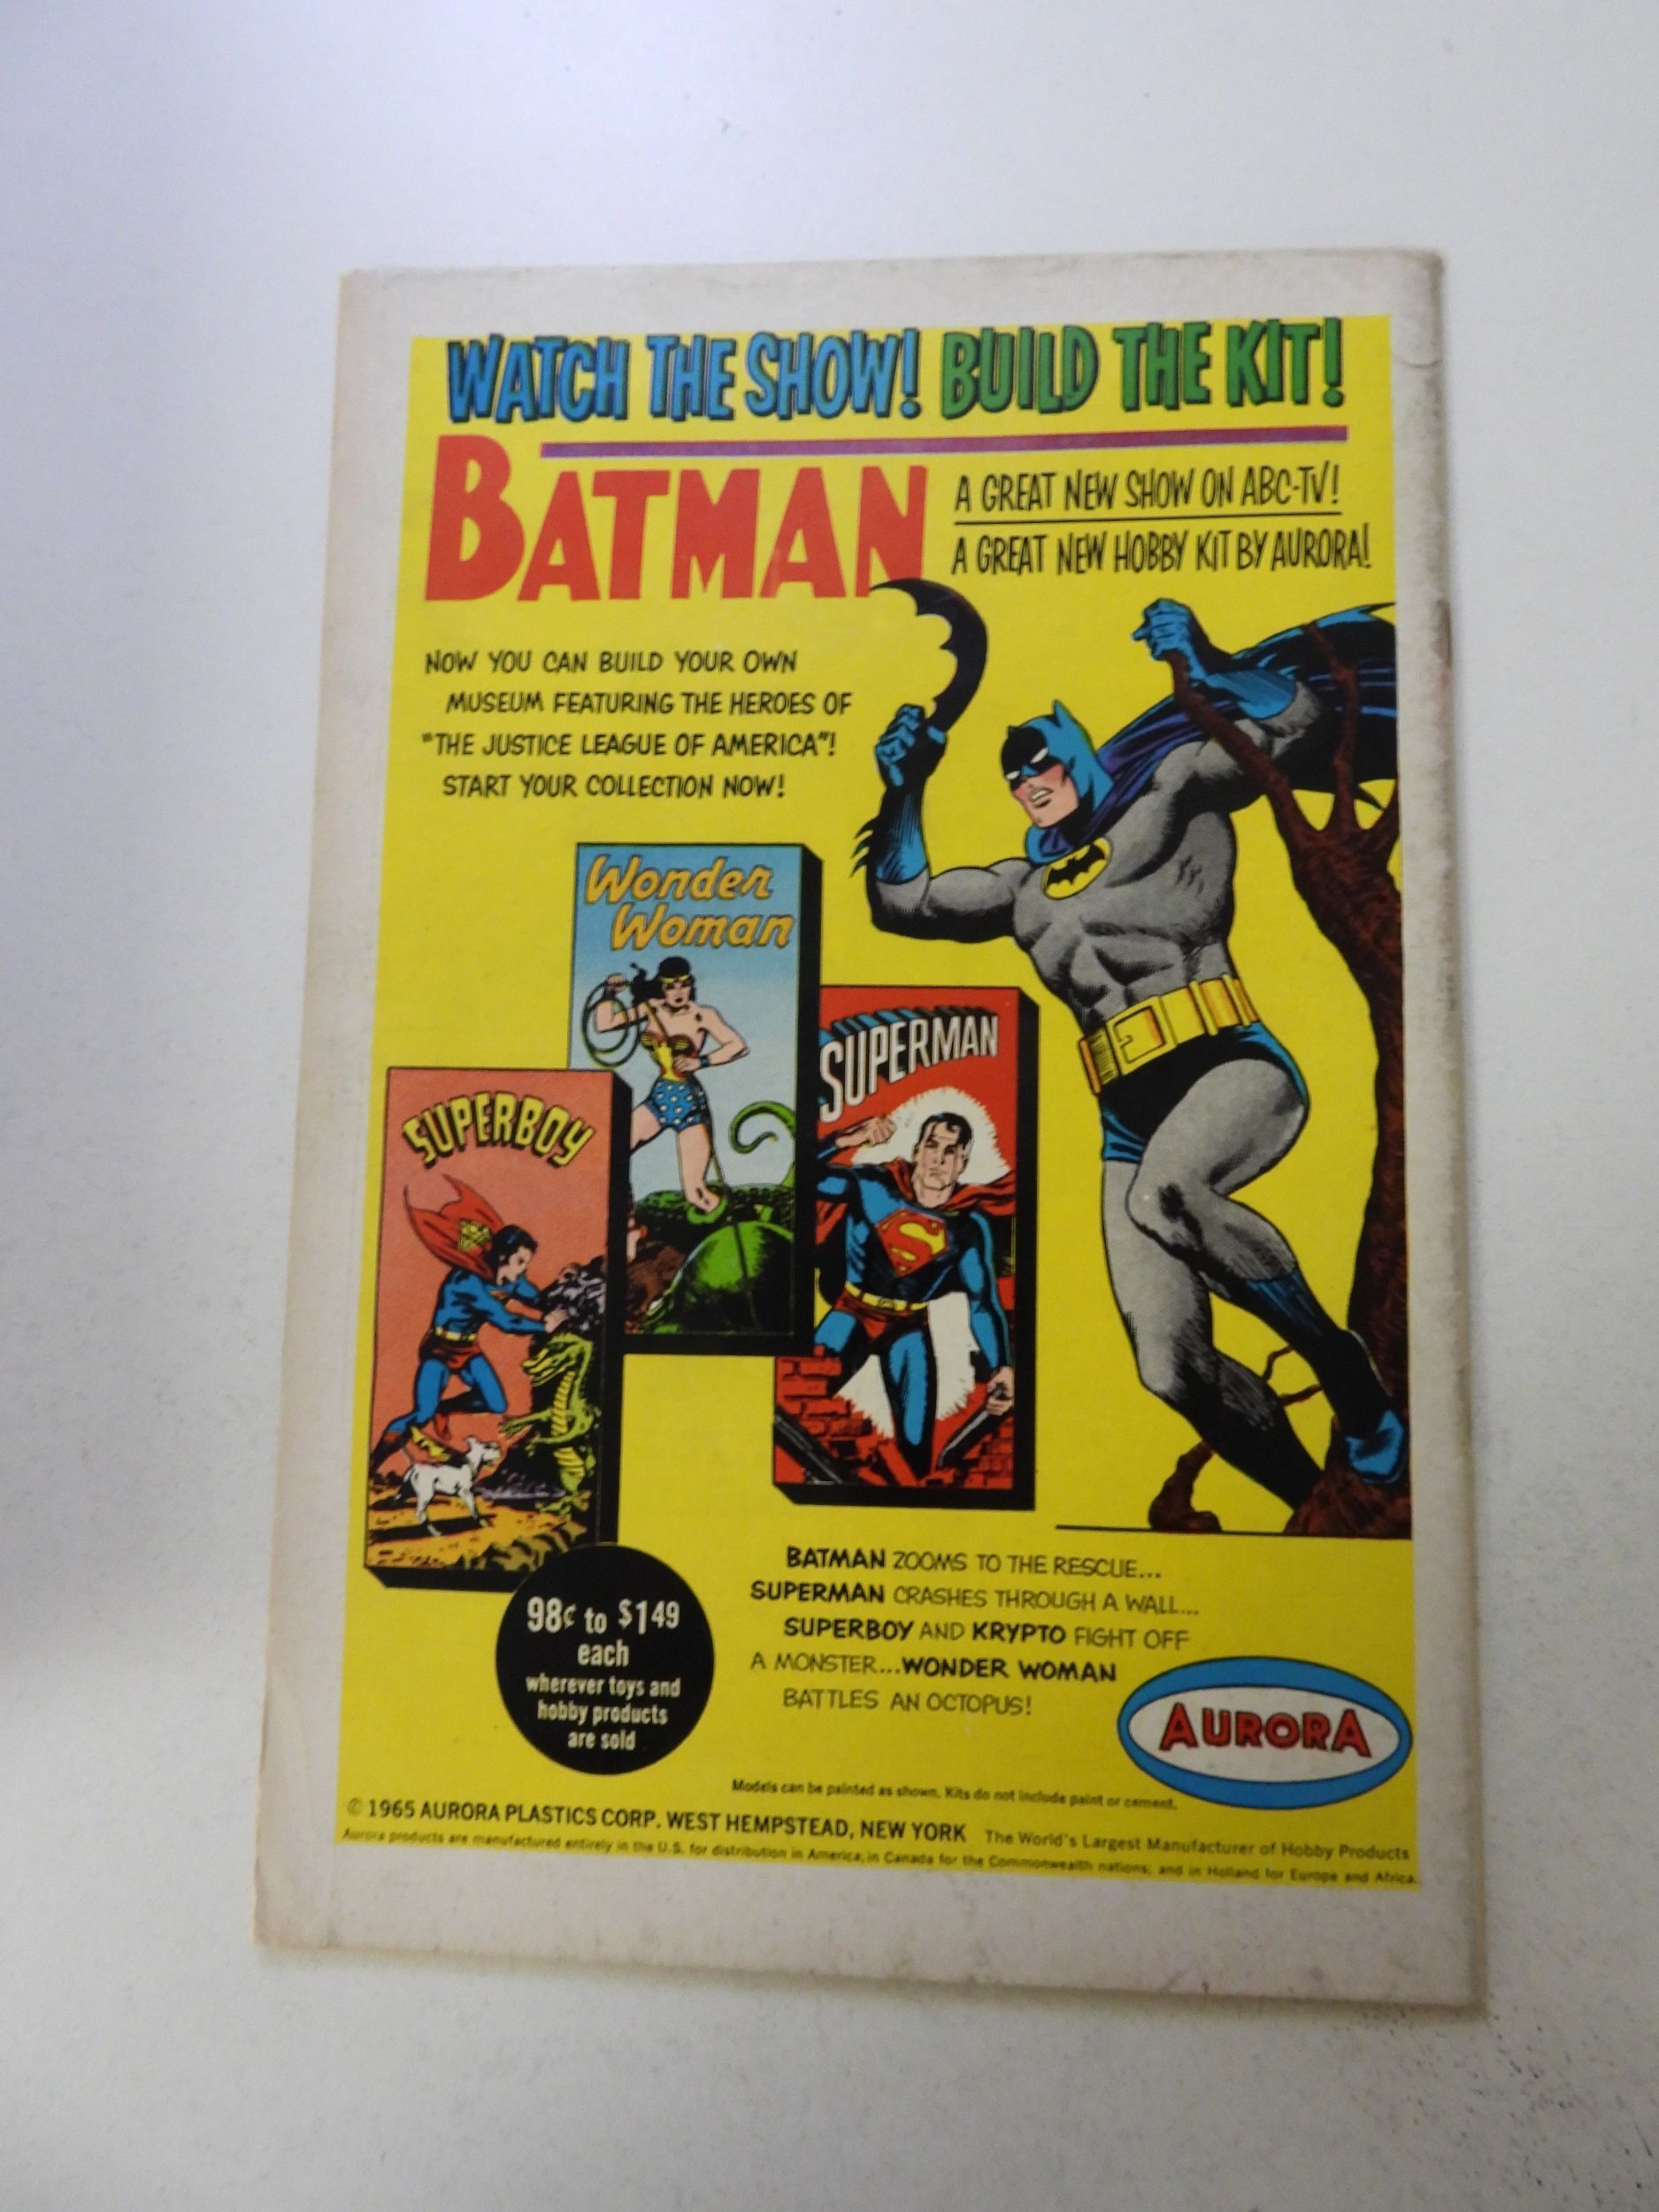 WATCH THE SHOW! BUILD THE KIT!
BATMAN
A GREAT NEW SHOW ON ABC-TV!
A GREAT NEW HOBBY KIT BY AURORA!
NOW YOU CAN BUILD YOUR OWN
MUSEUM FEATURING THE HEROES OF
"THE JUSTICE LEAGUE OF AMERICA"!
START YOUR COLLECTION NOW!
Wonder
Woman
SUPERMAN
SUPERBOY
98¢ to $1 49
each
wherever toys and
hobby products
are sold
BATMAN ZOOMS TO THE RESCUE...
SUPERMAN CRASHES THROUGH A WALL...
SUPERBOY AND KRYPTO FIGHT OFF
A MONSTER...WONDER WOMAN
BATTLES AN OCTOPUS!
AURORA
Models can be painted as shown. Kits do not include paint or cement.
© 1965 AURORA PLASTICS CORP. WEST HEMPSTEAD, NEW YORK The World's Largest Manufacturer of Hobby Products
Aurora products are manufactured entirely in the U.S. for distribution in America; in Canada for the Commonwealth nations; and in Holland for Europe and Africa.